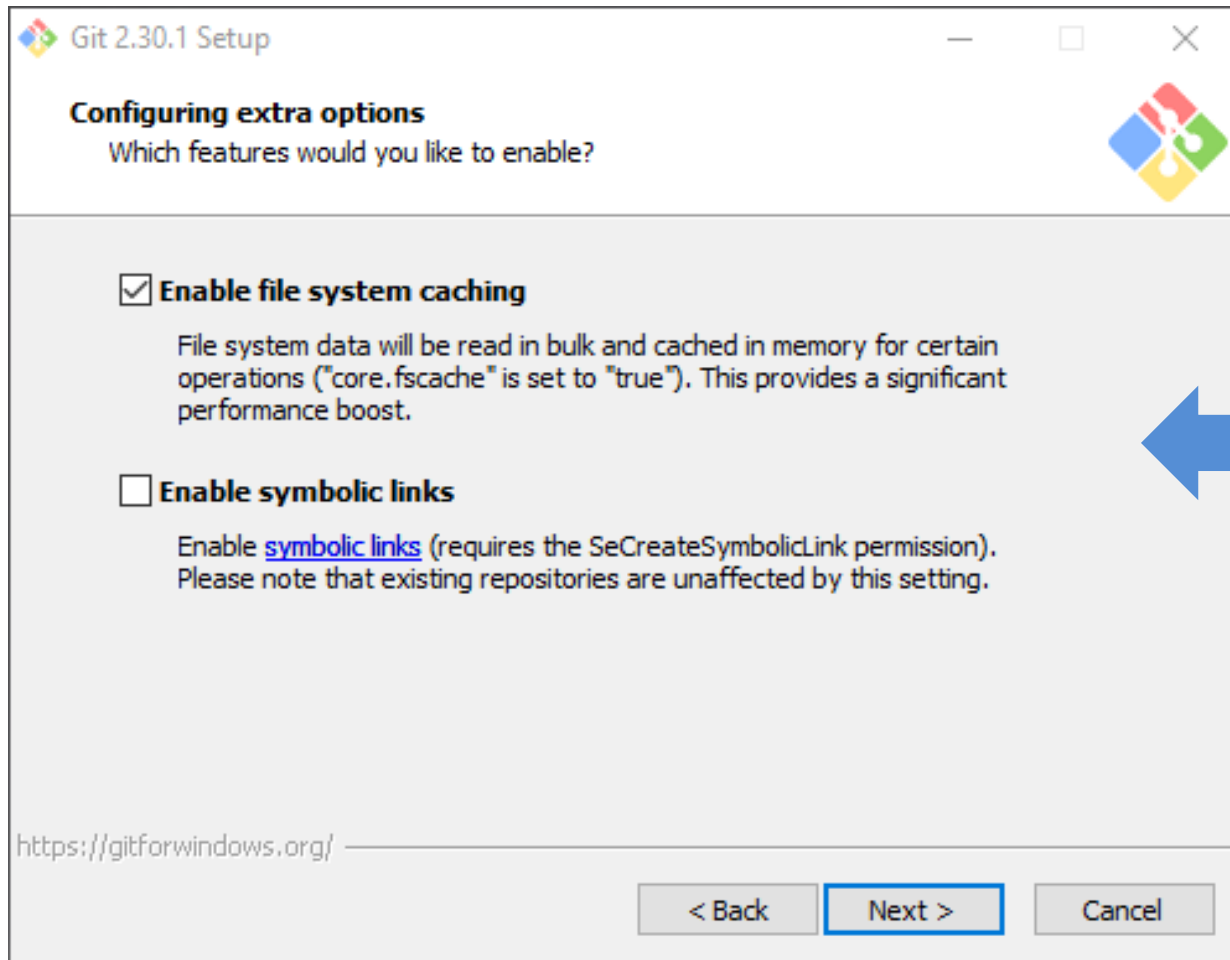 Git 2.30.1 Setup
Configuring extra options
Which features would you like to enable?
Enable file system caching
File system data will be read in bulk and cached in memory for certain
operations ("core.fscache" is set to "true"). This provides a significant
performance boost.
Enable symbolic links
Enable symbolic links (requires the SeCreateSymbolicLink permission).
Please note that existing repositories are unaffected by this setting.
https://gitforwindows.org/
< Back
Next >
Cancel